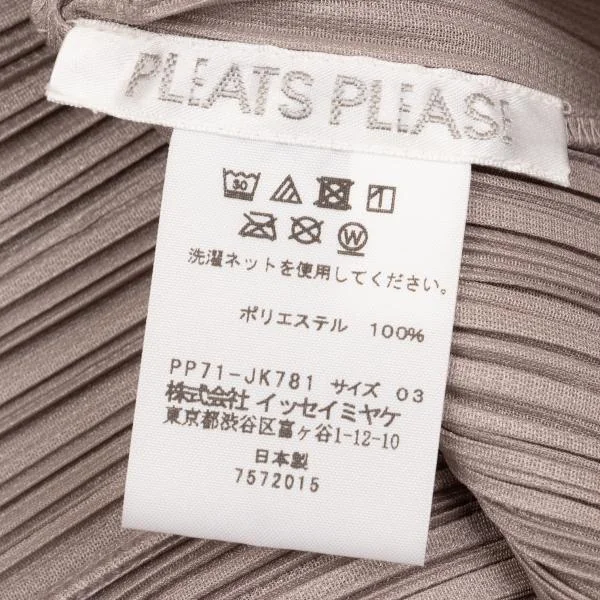 PLEATS PLEASE
30
W
洗濯ネットを使用してください。
ポリエステル 100%
PP71-JK781 サイズ 03
株式会社 イッセイミヤケ
東京都渋谷区富ヶ谷1-12-10
日本製
7572015